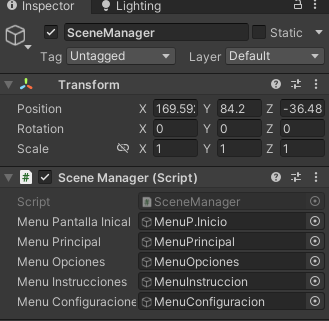 Inspector Lighting
SceneManager Static
Tag Untagged Layer Default
Transform
Position X 169.592 Y 84.2 Z -36.48
Rotation X 0 Y 0 Z 0
Scale X 1 Y 1 Z 1
# Scene Manager (Script)
Script SceneManager
Menu Pantalla Inical MenuP.Inicio
Menu Principal MenuPrincipal
Menu Opciones MenuOpciones
Menu Instrucciones MenuInstruccion
Menu Configuracione MenuConfiguracion